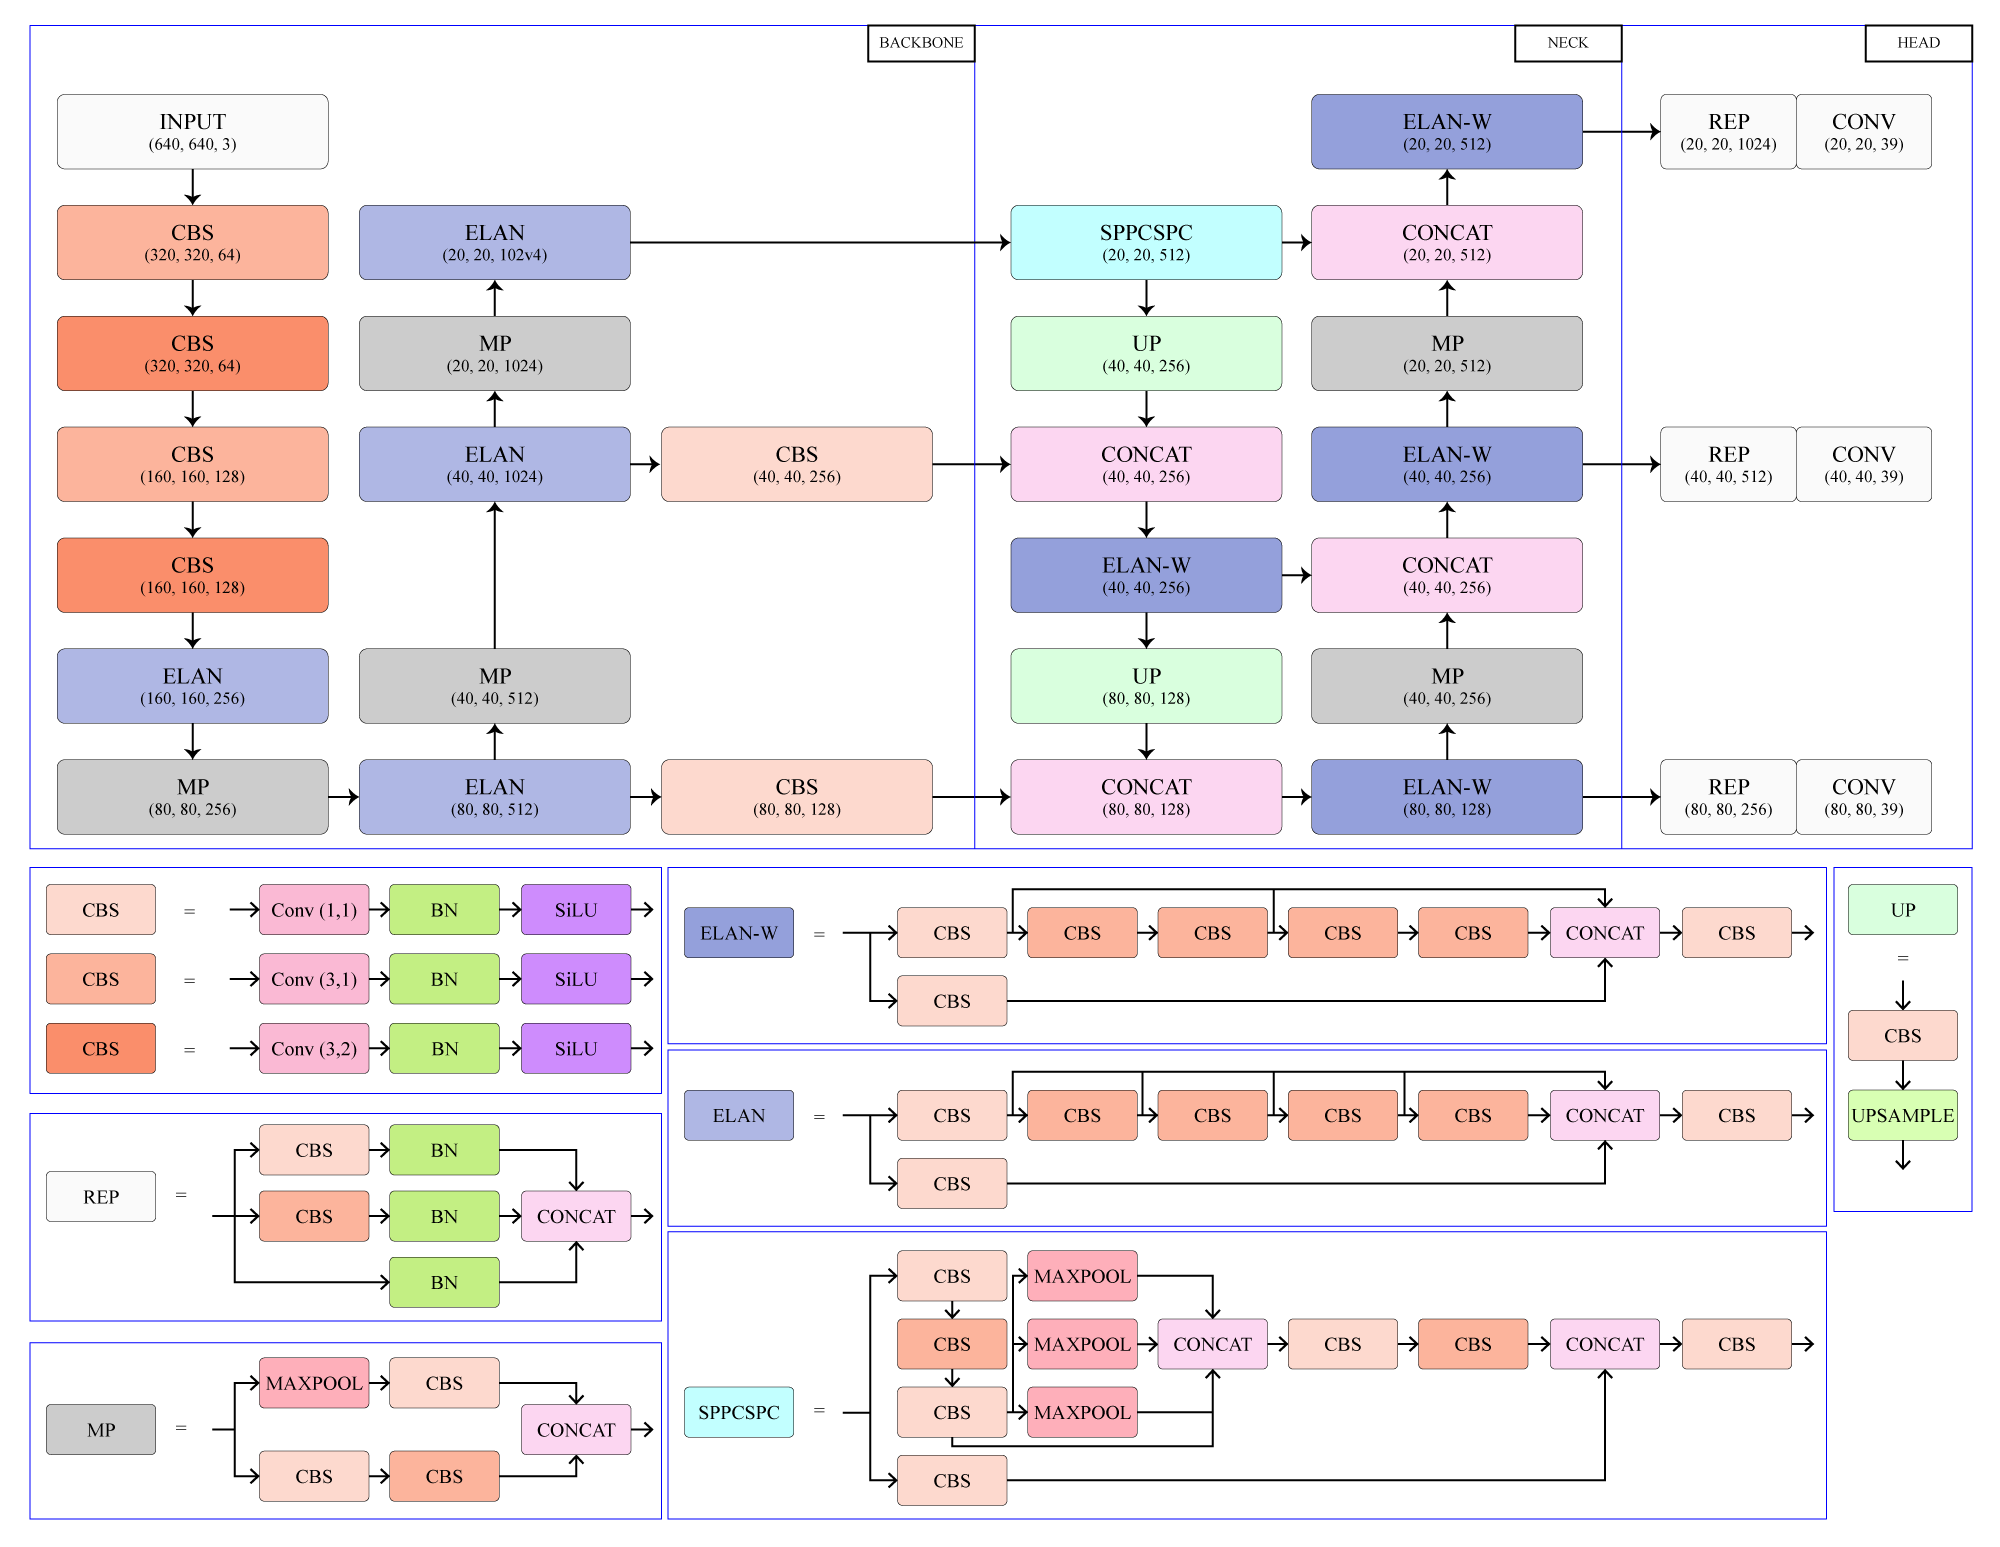 BACKBONE
NECK
HEAD
INPUT
(640, 640, 3)
CBS
(320, 320, 64)
CBS
(320, 320, 64)
CBS
(160, 160, 128)
CBS
(160, 160, 128)
ELAN
(160, 160, 256)
MP
(80, 80, 256)
ELAN
(20, 20, 102v4)
MP
(20, 20, 1024)
ELAN
(40, 40, 1024)
MP
(40, 40, 512)
ELAN
(80, 80, 512)
CBS
(40, 40, 256)
CBS
(80, 80, 128)
SPPCSPC
(20, 20, 512)
UP
(40, 40, 256)
CONCAT
(40, 40, 256)
ELAN-W
(40, 40, 256)
UP
(80, 80, 128)
CONCAT
(80, 80, 128)
ELAN-W
(20, 20, 512)
CONCAT
(20, 20, 512)
MP
(20, 20, 512)
ELAN-W
(40, 40, 256)
CONCAT
(40, 40, 256)
MP
(40, 40, 256)
ELAN-W
(80, 80, 128)
REP
(20, 20, 1024)
CONV
(20, 20, 39)
REP
(40, 40, 512)
CONV
(40, 40, 39)
REP
(80, 80, 256)
CONV
(80, 80, 39)
CBS = Conv (1,1) BN SiLU
CBS = Conv (3,1) BN SiLU
CBS = Conv (3,2) BN SiLU
CBS BN
REP = CBS BN CONCAT
BN
MAXPOOL CBS
MP = CONCAT
CBS CBS
ELAN-W = CBS CBS CBS CBS CBS CONCAT CBS
CBS
ELAN = CBS CBS CBS CBS CBS CONCAT CBS
CBS
CBS MAXPOOL
CBS MAXPOOL CONCAT CBS CBS CONCAT CBS
SPPCSPC = CBS MAXPOOL
CBS
UP
=
CBS
UPSAMPLE